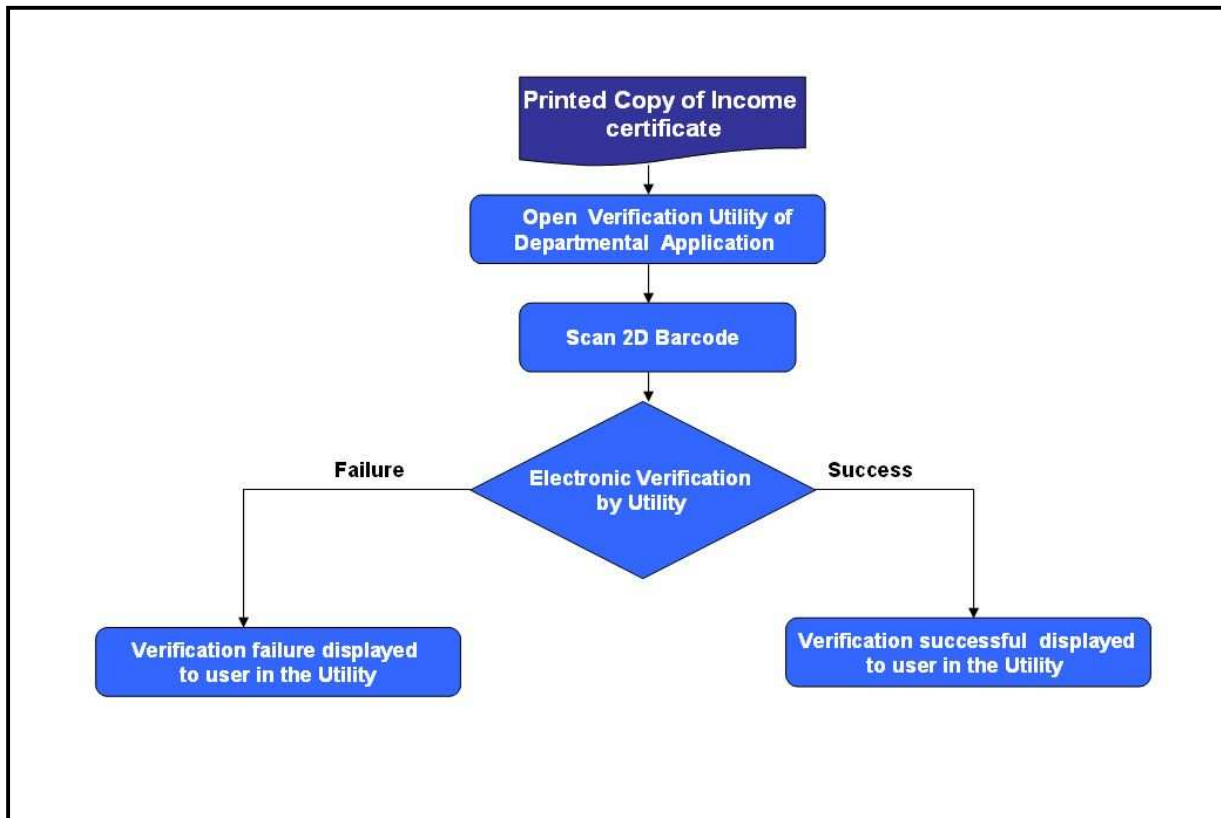 Printed Copy of Income
certificate
Open Verification Utility of
Departmental Application
Scan 2D Barcode
Failure
Electronic Verification
by Utility
Success
Verification failure displayed
to user in the Utility
Verification successful displayed
to user in the Utility